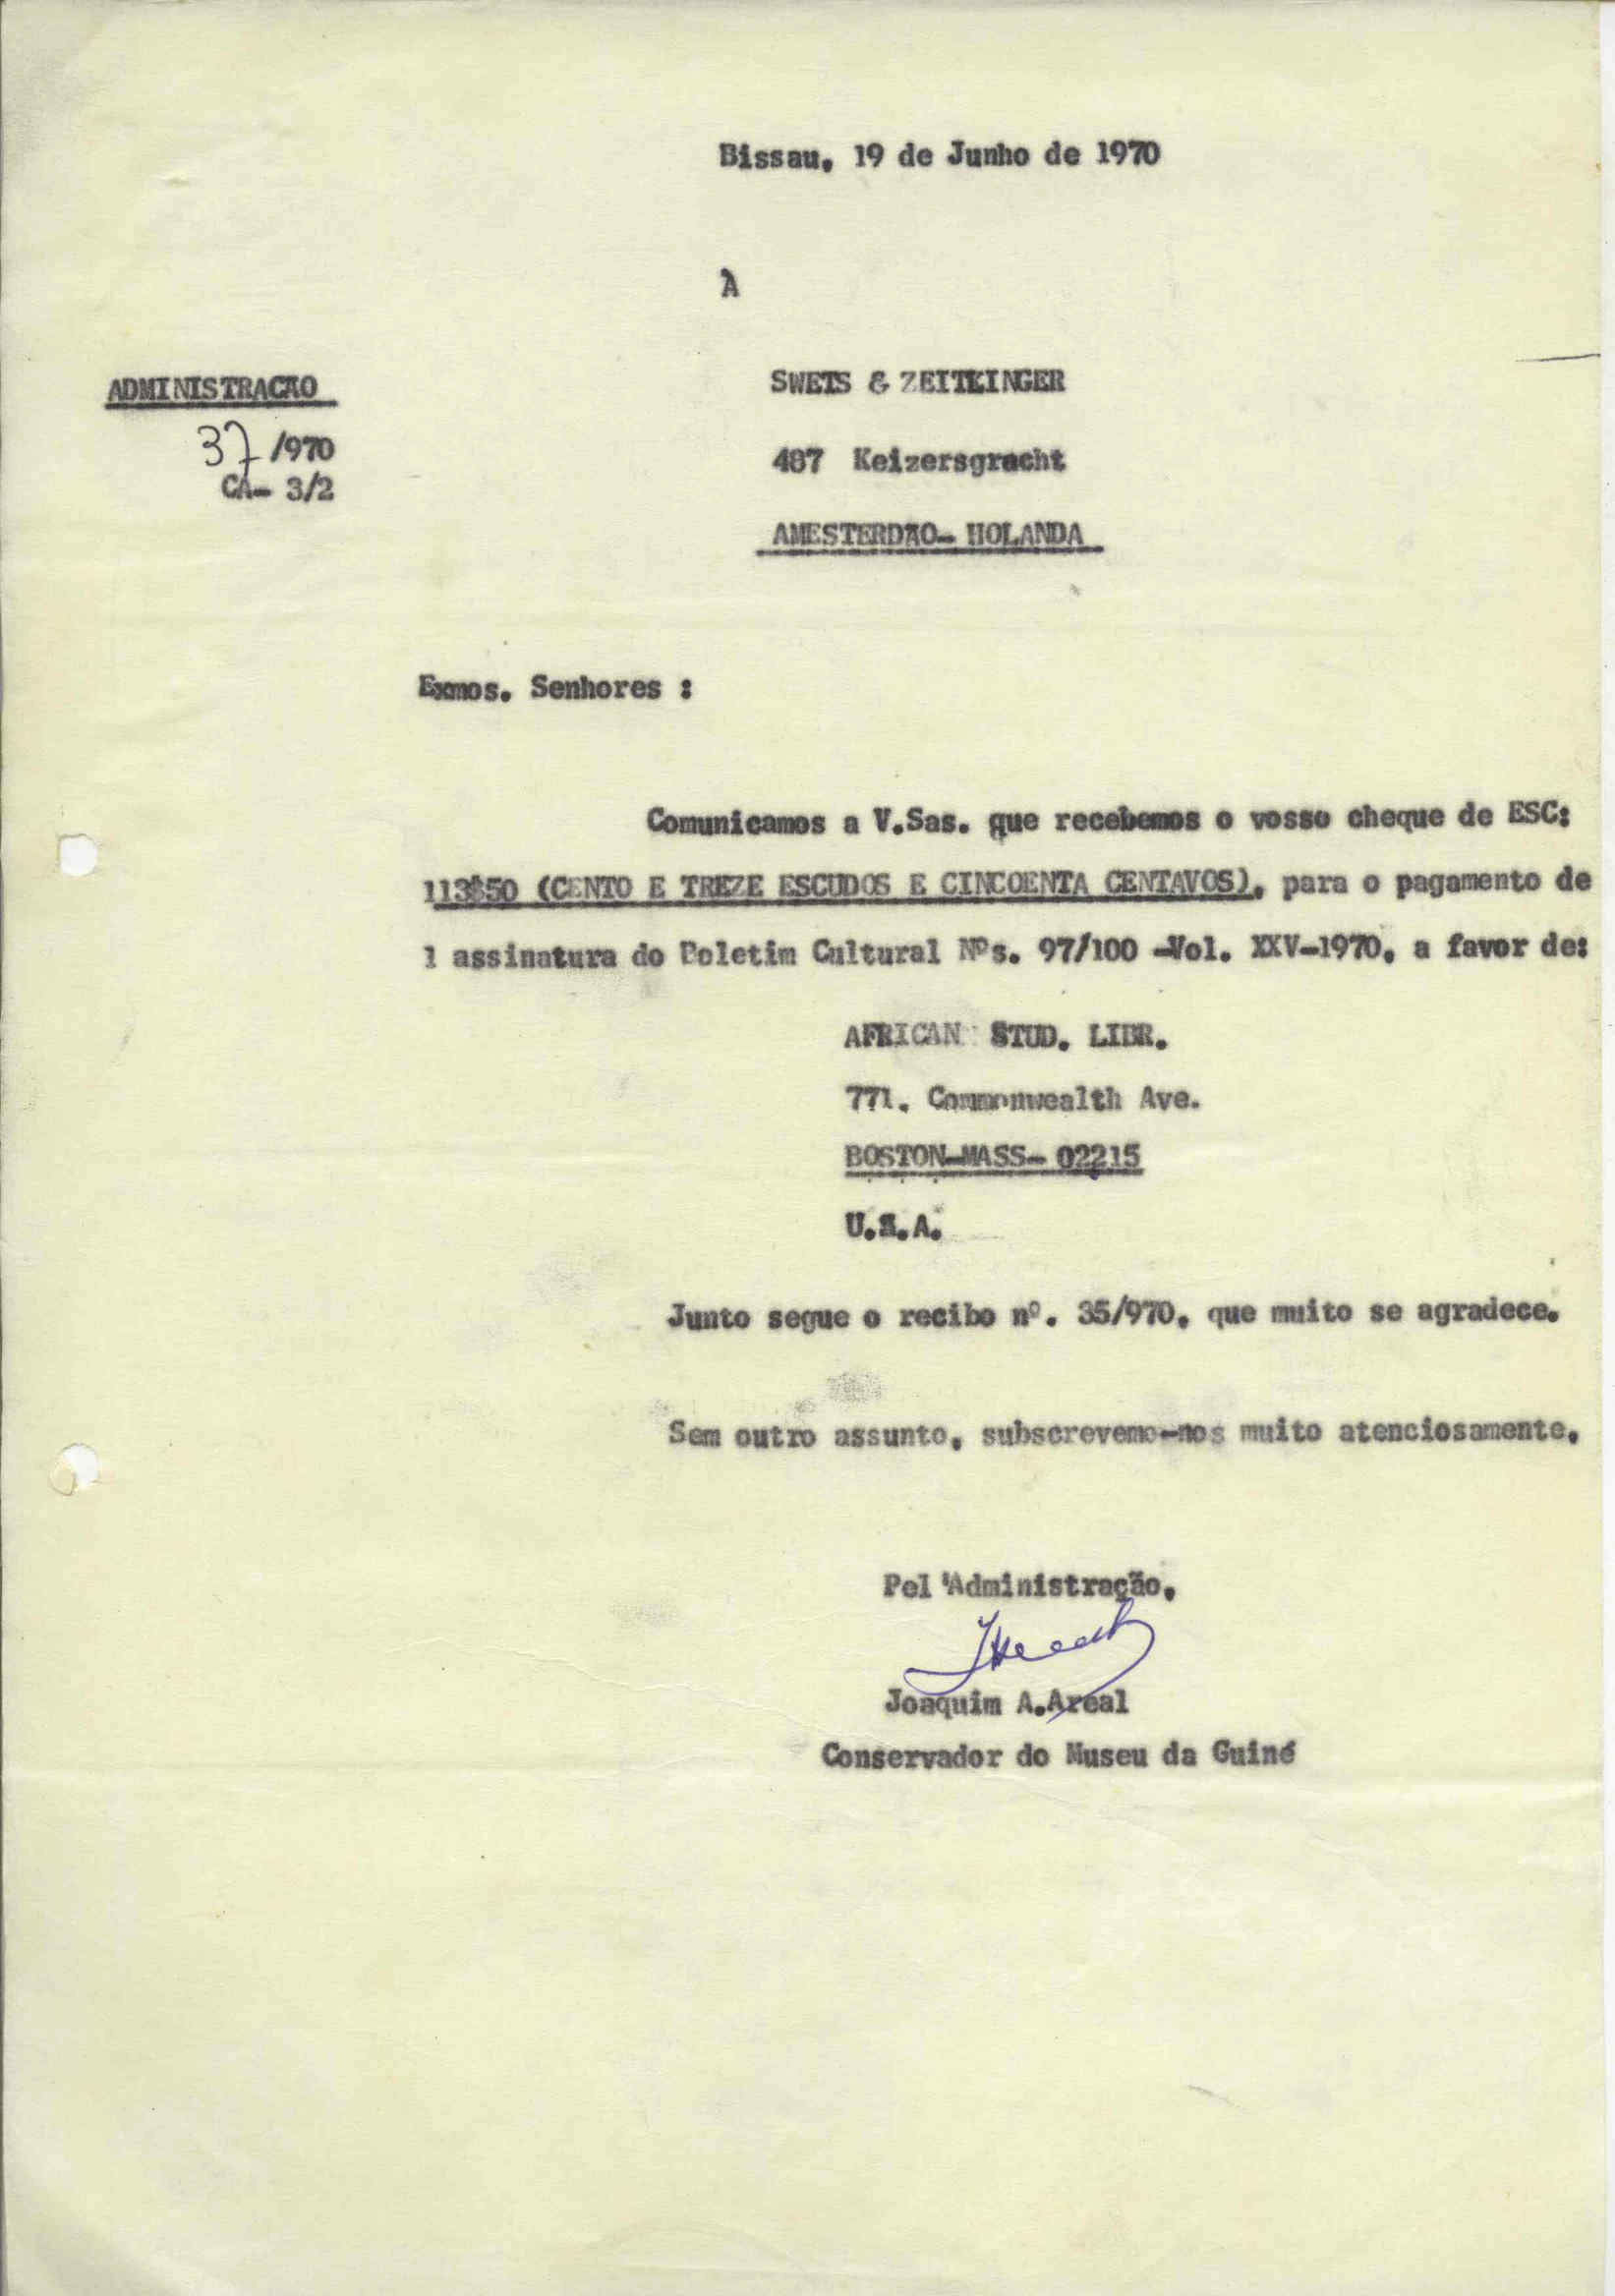 Bissau, 19 de Junho de 1970
À
ADMINISTRAÇÃO
SWETS & ZEITLINGER
37/970
487 Keizersgracht
CA- 3/2
AMESTERDÃO- HOLANDA
Exmos. Senhores :
Comunicamos a V.Sas. que recebemos o vosso cheque de ESC:
113$50 (CENTO E TREZE ESCUDOS E CINCOENTA CENTAVOS), para o pagamento de
1 assinatura do Boletim Cultural Nºs. 97/100 -Vol. XXV-1970, a favor de:
AFRICAN STUD. LIBR.
771, Commonwealth Ave.
BOSTON-MASS- 02215
U.S.A.
Junto segue o recibo nº. 35/970, que muito se agradece.
Sem outro assunto, subscrevemo-nos muito atenciosamente,
Pel'Administração,
Joaquim A.Areal
Conservador do Museu da Guiné